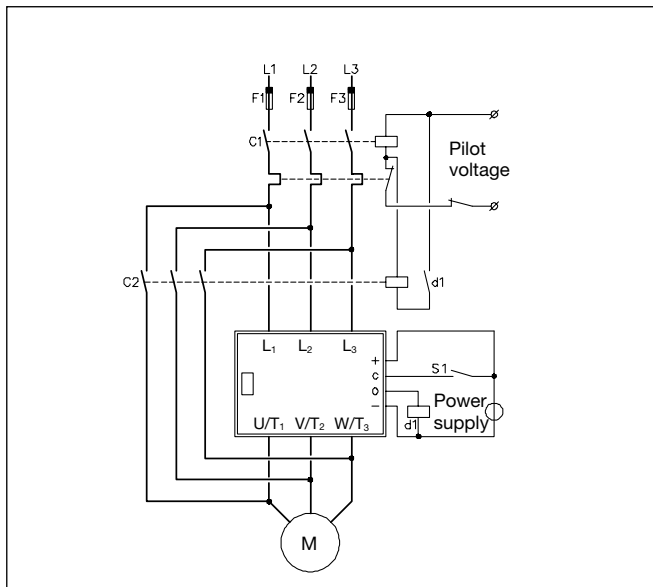 L1 L2 L3
F1 F2 F3
C1
Pilot
voltage
C2
d1
L₁ L₂ L₃
+
C
O
−
S1
Power
supply
d1
U/T₁ V/T₂ W/T₃
M